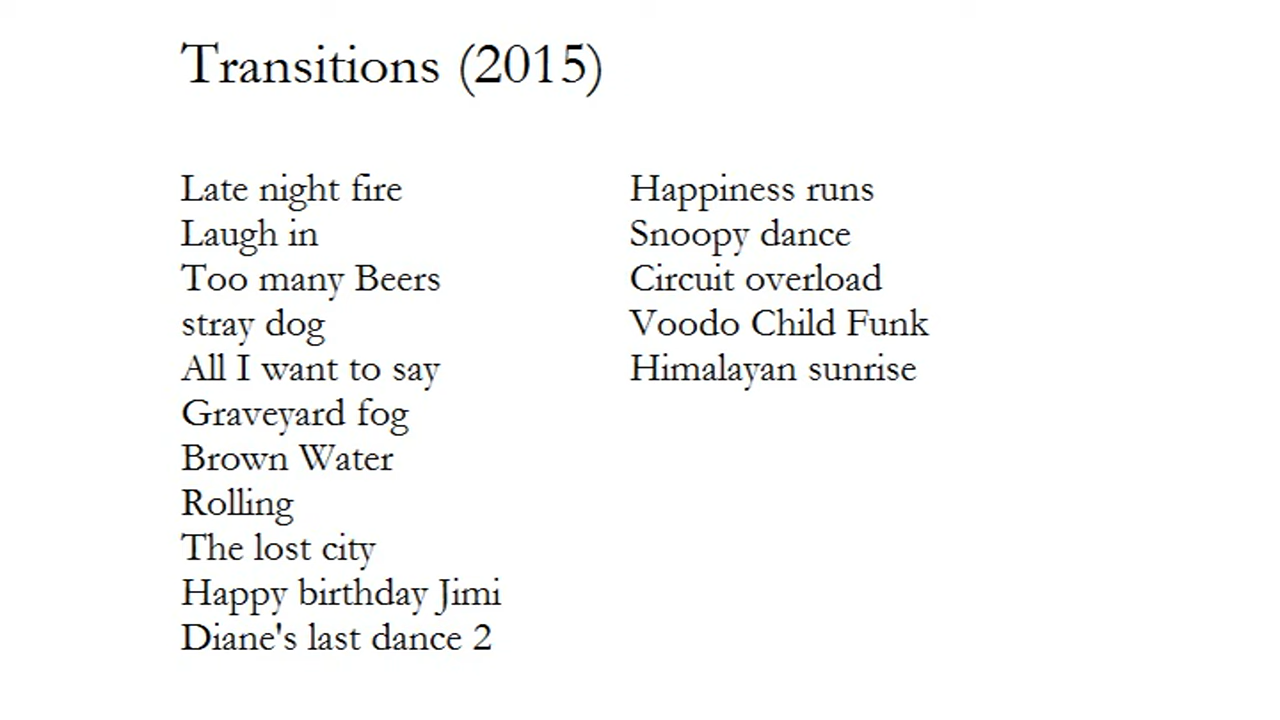 Transitions (2015)
Late night fire
Laugh in
Too many Beers
stray dog
All I want to say
Graveyard fog
Brown Water
Rolling
The lost city
Happy birthday Jimi
Diane's last dance 2
Happiness runs
Snoopy dance
Circuit overload
Voodo Child Funk
Himalayan sunrise